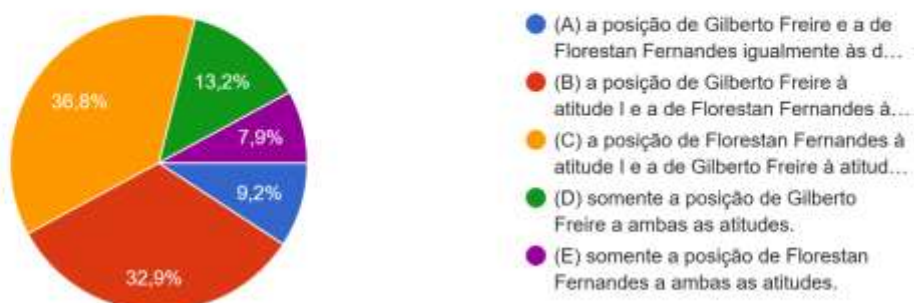 36,8%
13,2%
7,9%
9,2%
32,9%
(A) a posição de Gilberto Freire e a de
Florestan Fernandes igualmente às d...
(B) a posição de Gilberto Freire à
atitude I e a de Florestan Fernandes à...
(C) a posição de Florestan Fernandes à
atitude I e a de Gilberto Freire à atitud...
(D) somente a posição de Gilberto
Freire a ambas as atitudes.
(E) somente a posição de Florestan
Fernandes a ambas as atitudes.